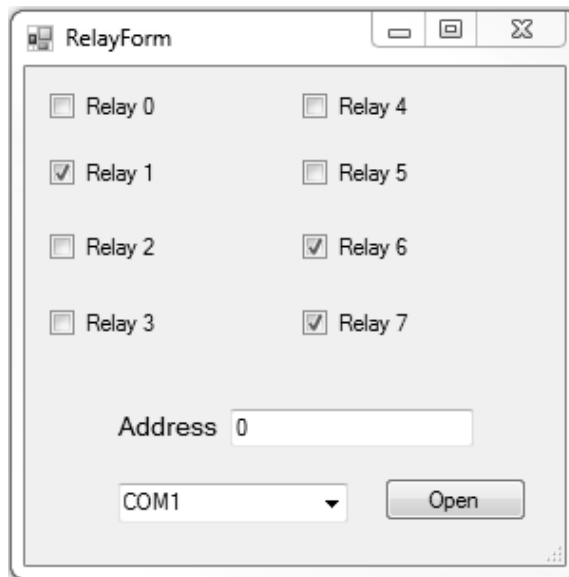 RelayForm
Relay 0
Relay 4
Relay 1
Relay 5
Relay 2
Relay 6
Relay 3
Relay 7
Address 0
COM1
Open